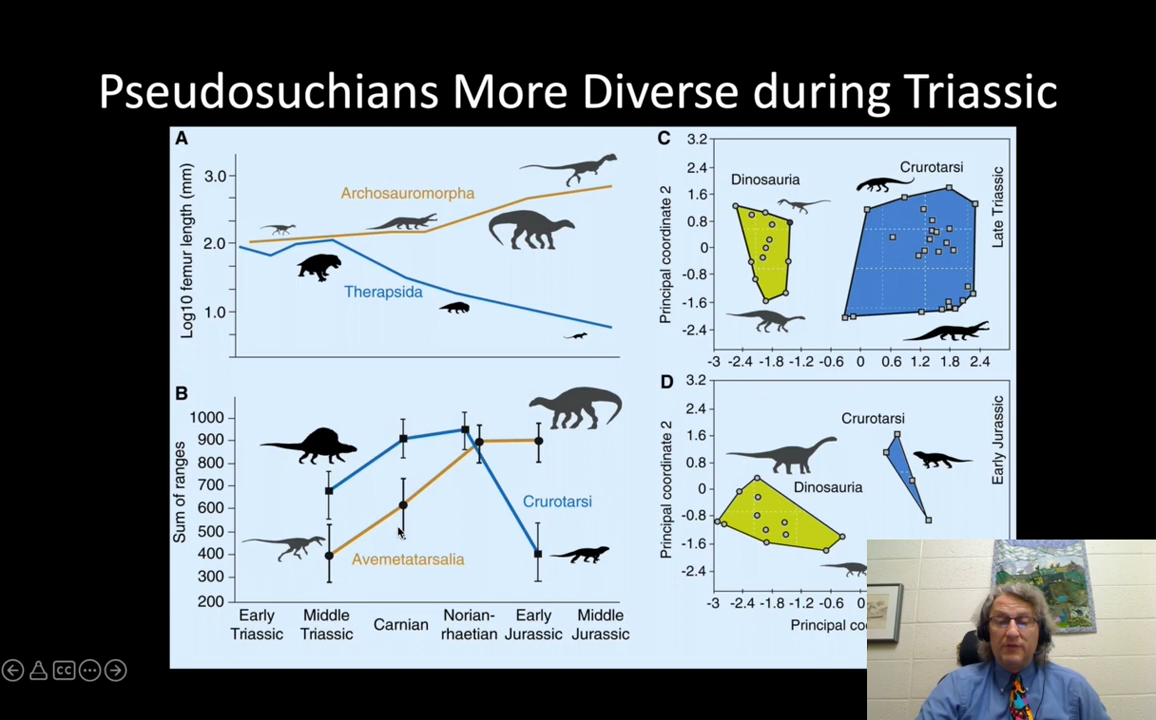 Pseudosuchians More Diverse during Triassic
A
Log10 femur length (mm)
3.0
2.0
1.0
Archosauromorpha
Therapsida
B
Sum of ranges
1000
900
800
700
600
500
400
300
200
Crurotarsi
Avemetatarsalia
Early Triassic
Middle Triassic
Carnian
Norian-rhaetian
Early Jurassic
Middle Jurassic
C
Principal coordinate 2
3.2
2.4
1.6
0.8
0
-0.8
-1.6
-2.4
Dinosauria
Crurotarsi
Late Triassic
-3 -2.4 -1.8 -1.2 -0.6 0 0.6 1.2 1.8 2.4
D
Principal coordinate 2
3.2
2.4
1.6
0.8
0
-0.8
-1.6
-2.4
Crurotarsi
Dinosauria
Early Jurassic
-3 -2.4 -1.8 -1.2 -0.6 0
Principal co
CC